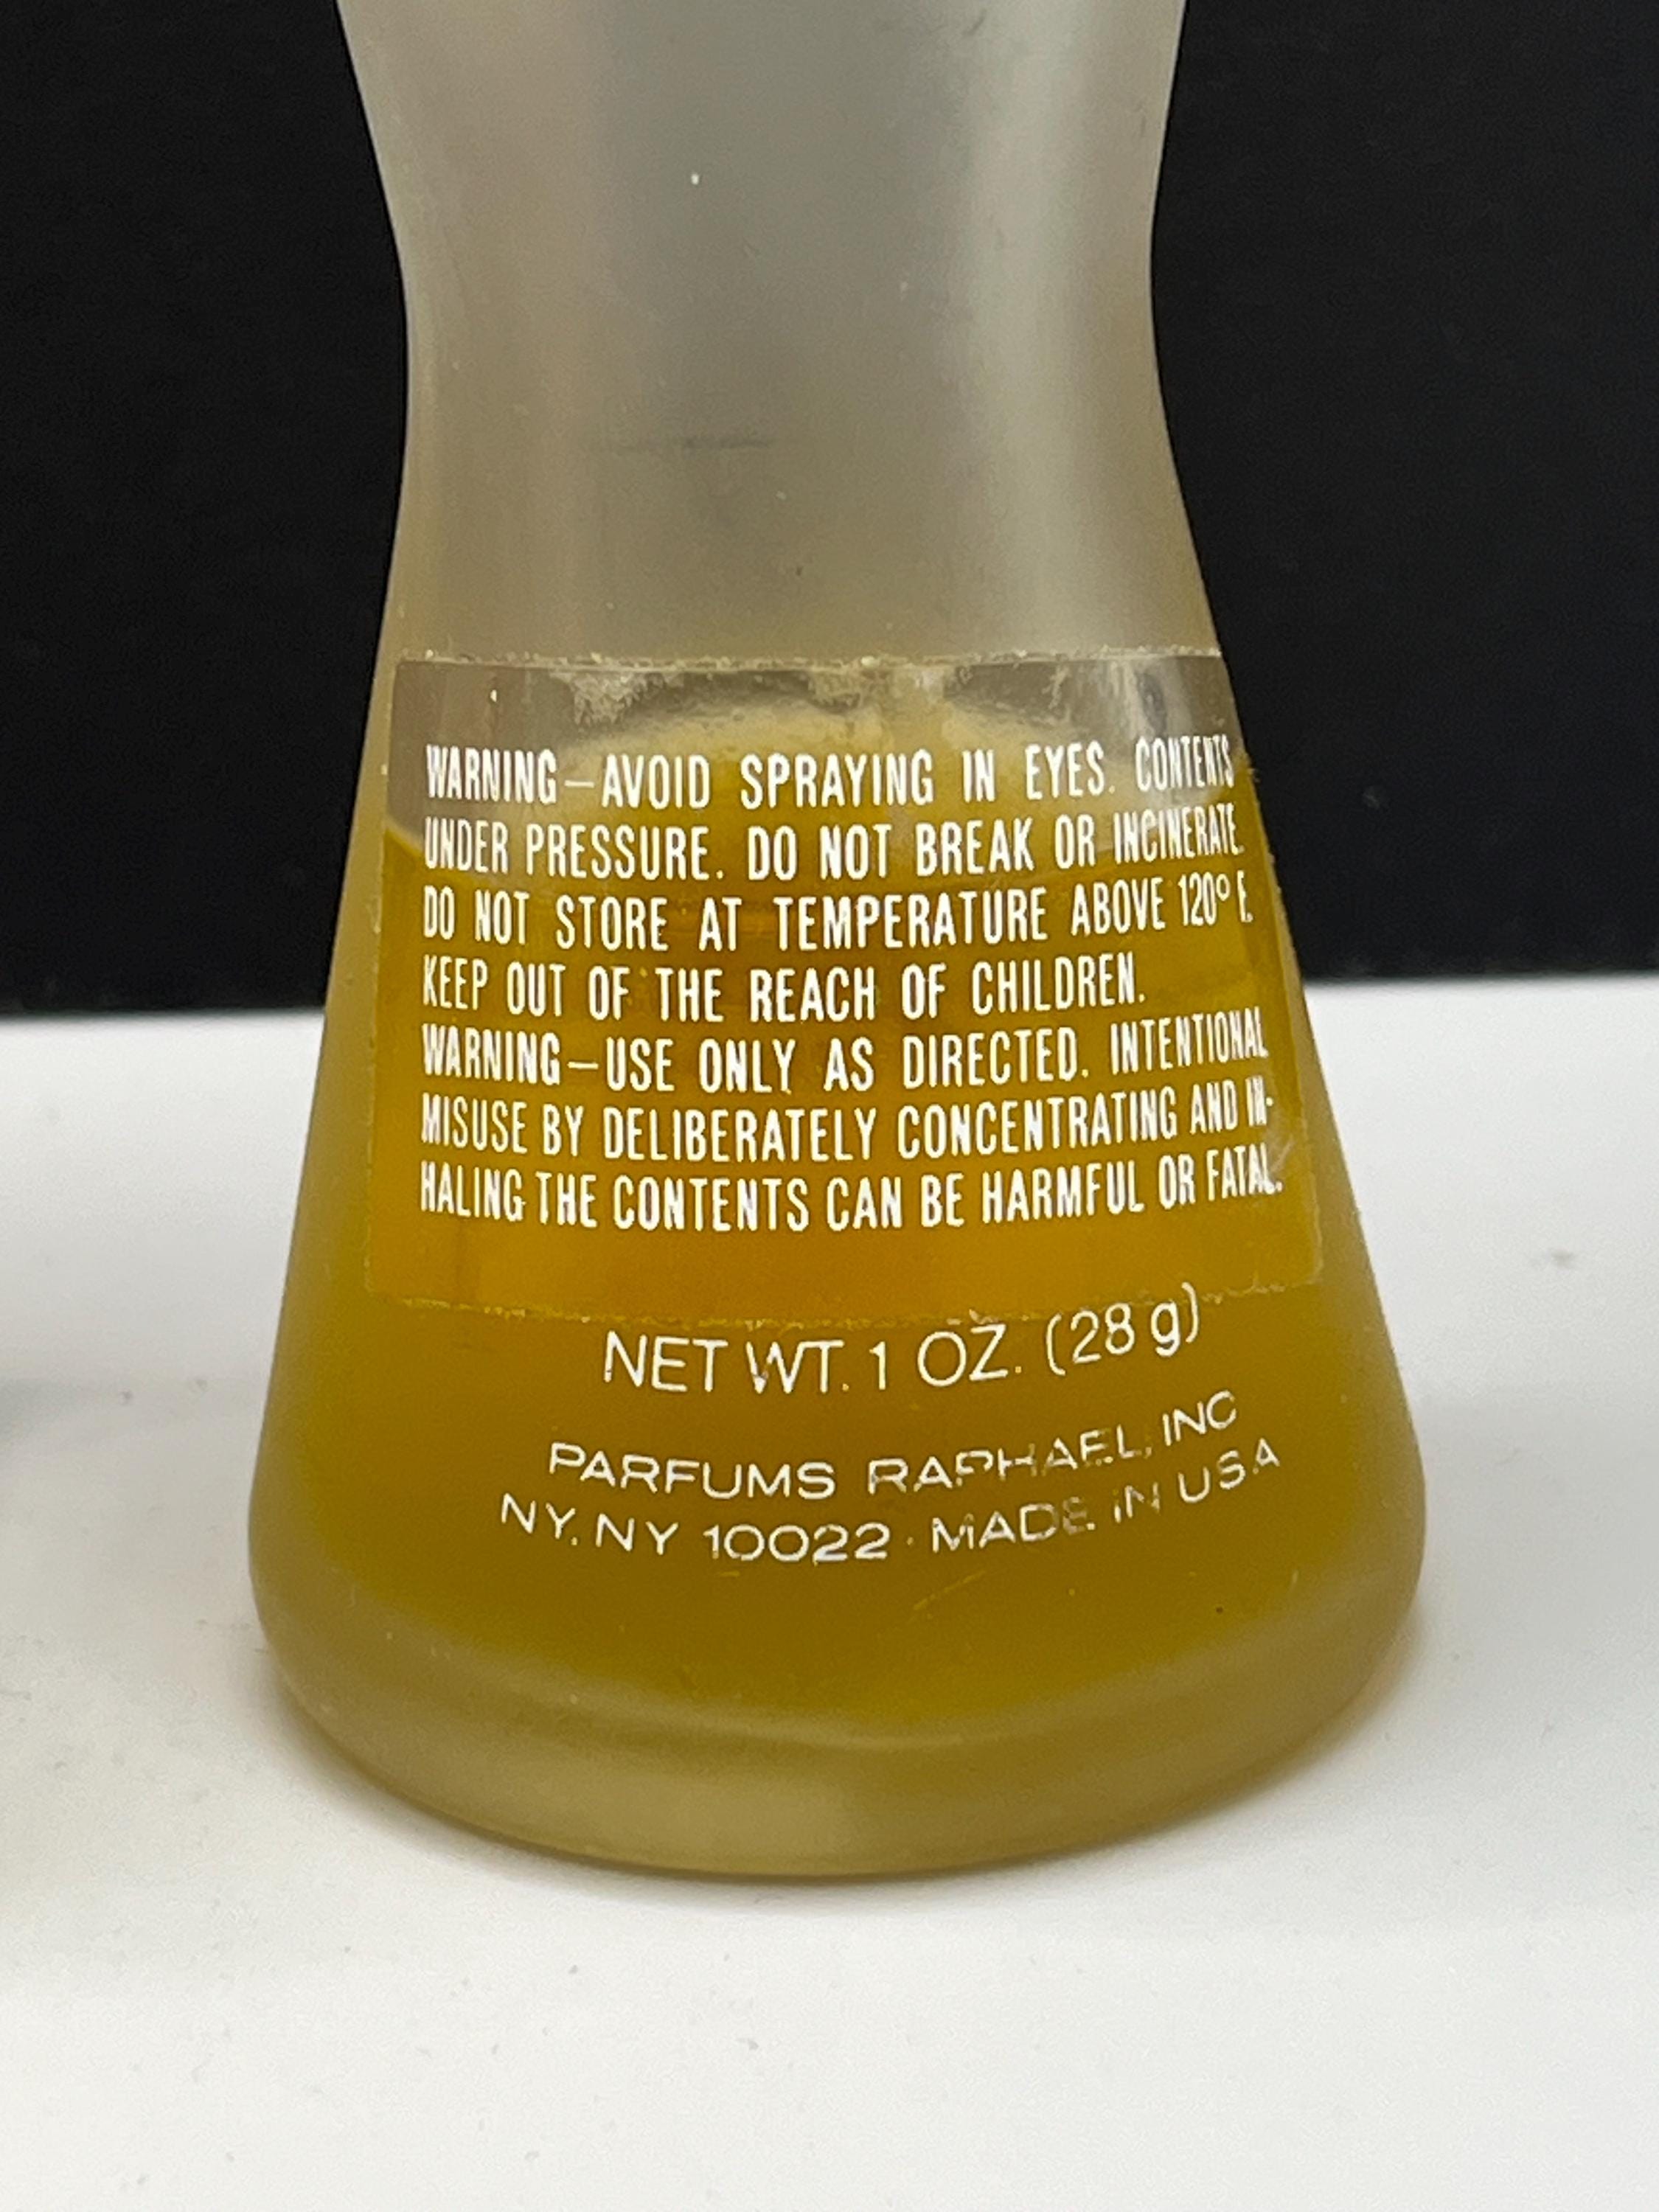 WARNING–AVOID SPRAYING IN EYES. CONTENTS
UNDER PRESSURE. DO NOT BREAK OR INCINERATE.
DO NOT STORE AT TEMPERATURE ABOVE 120° F.
KEEP OUT OF THE REACH OF CHILDREN.
WARNING–USE ONLY AS DIRECTED. INTENTIONAL
MISUSE BY DELIBERATELY CONCENTRATING AND IN-
HALING THE CONTENTS CAN BE HARMFUL OR FATAL.
NET WT. 1 OZ. (28 g)
PARFUMS RAPHAEL, INC
NY, NY 10022 · MADE IN USA